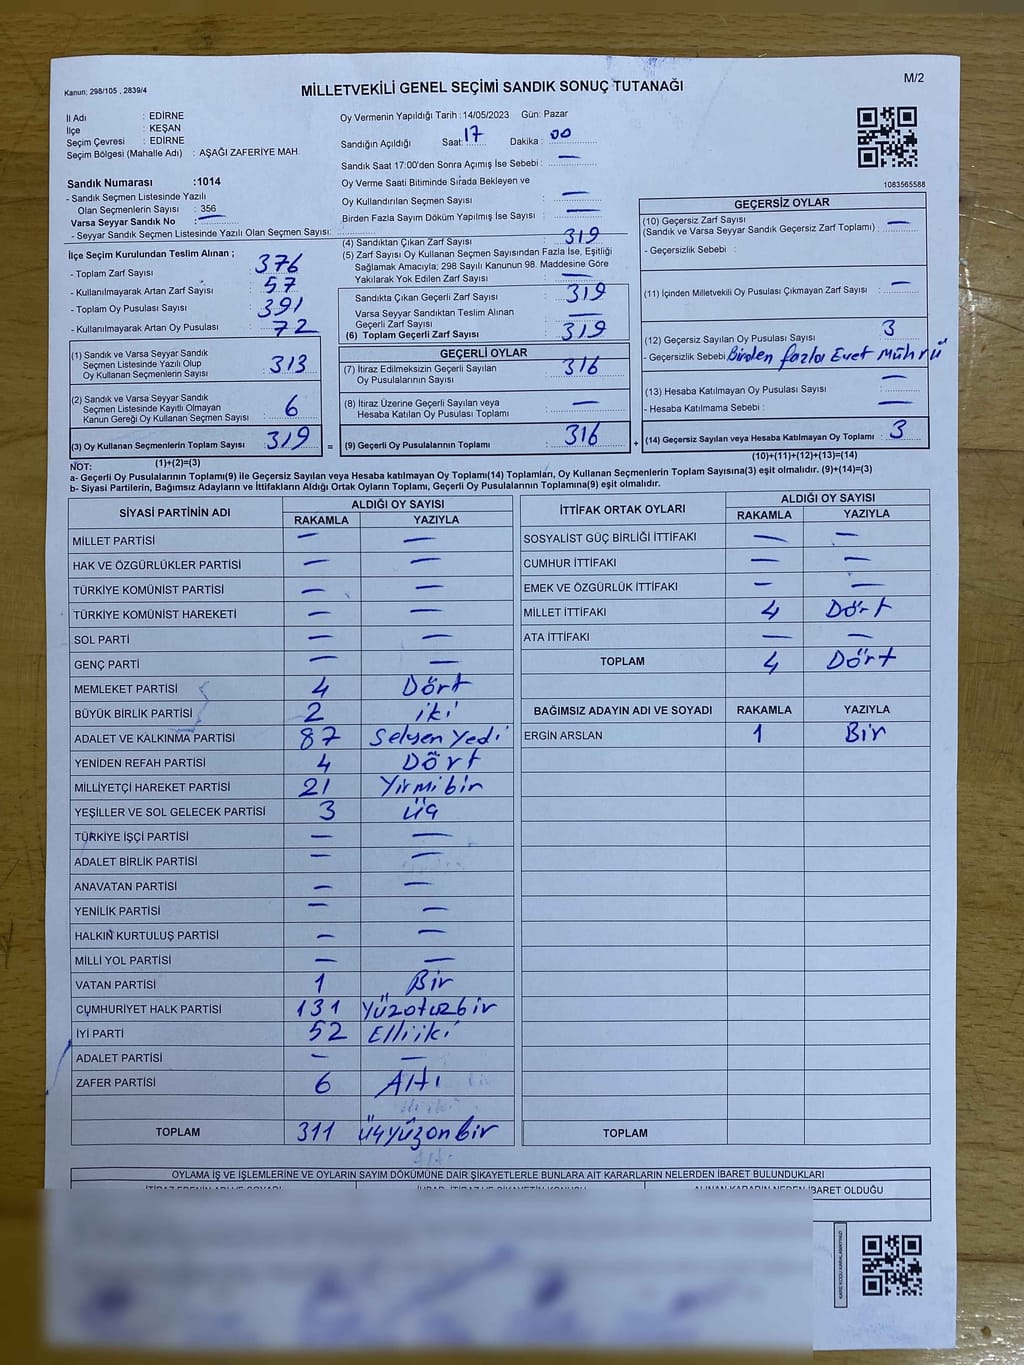 Kanun: 298/105 , 2839/4
MİLLETVEKİLİ GENEL SEÇİMİ SANDIK SONUÇ TUTANAĞI
M/2
İl Adı : EDİRNE
İlçe : KEŞAN
Seçim Çevresi : EDİRNE
Seçim Bölgesi (Mahalle Adı) : AŞAĞI ZAFERİYE MAH.
Oy Vermenin Yapıldığı Tarih :14/05/2023 Gün: Pazar
Sandığın Açıldığı Saat: 17 Dakika : 00
Sandık Saat 17:00'den Sonra Açımış İse Sebebi : —
Oy Verme Saati Bitiminde Sırada Bekleyen ve
Oy Kullandırılan Seçmen Sayısı : —
Birden Fazla Sayım Döküm Yapılmış İse Sayısı : —
1083565588
Sandık Numarası :1014
- Sandık Seçmen Listesinde Yazılı
Olan Seçmenlerin Sayısı : 356
Varsa Seyyar Sandık No : —
- Seyyar Sandık Seçmen Listesinde Yazılı Olan Seçmen Sayısı:
İlçe Seçim Kurulundan Teslim Alınan ;
- Toplam Zarf Sayısı : 376
- Kullanılmayarak Artan Zarf Sayısı : 57
- Toplam Oy Pusulası Sayısı : 391
- Kullanılmayarak Artan Oy Pusulası : 72
(1) Sandık ve Varsa Seyyar Sandık
Seçmen Listesinde Yazılı Olup
Oy Kullanan Seçmenlerin Sayısı : 313
(2) Sandık ve Varsa Seyyar Sandık
Seçmen Listesinde Kayıtlı Olmayan
Kanun Gereği Oy Kullanan Seçmen Sayısı : 6
(3) Oy Kullanan Seçmenlerin Toplam Sayısı : 319
(1)+(2)=(3)
(4) Sandıktan Çıkan Zarf Sayısı : 319
(5) Zarf Sayısı Oy Kullanan Seçmen Sayısından Fazla İse, Eşitliği
Sağlamak Amacıyla; 298 Sayılı Kanunun 98. Maddesine Göre
Yakılarak Yok Edilen Zarf Sayısı : —
Sandıkta Çıkan Geçerli Zarf Sayısı : 319
Varsa Seyyar Sandıktan Teslim Alınan
Geçerli Zarf Sayısı : —
(6) Toplam Geçerli Zarf Sayısı : 319
GEÇERLİ OYLAR
(7) İtiraz Edilmeksizin Geçerli Sayılan
Oy Pusulalarının Sayısı : 316
(8) İtiraz Üzerine Geçerli Sayılan veya
Hesaba Katılan Oy Pusulası Toplamı : —
= (9) Geçerli Oy Pusulalarının Toplamı : 316
GEÇERSİZ OYLAR
(10) Geçersiz Zarf Sayısı : —
(Sandık ve Varsa Seyyar Sandık Geçersiz Zarf Toplamı) :
- Geçersizlik Sebebi :
(11) İçinden Milletvekili Oy Pusulası Çıkmayan Zarf Sayısı : —
(12) Geçersiz Sayılan Oy Pusulası Sayısı : 3
- Geçersizlik Sebebi : Birden fazla Evet Mührü
(13) Hesaba Katılmayan Oy Pusulası Sayısı : —
- Hesaba Katılmama Sebebi : —
+ (14) Geçersiz Sayılan veya Hesaba Katılmayan Oy Toplamı : 3
(10)+(11)+(12)+(13)=(14)
NOT:
a- Geçerli Oy Pusulalarının Toplamı(9) ile Geçersiz Sayılan veya Hesaba katılmayan Oy Toplamı(14) Toplamları, Oy Kullanan Seçmenlerin Toplam Sayısına(3) eşit olmalıdır. (9)+(14)=(3)
b- Siyasi Partilerin, Bağımsız Adayların ve İttifakların Aldığı Ortak Oyların Toplamı, Geçerli Oy Pusulalarının Toplamına(9) eşit olmalıdır.
SİYASİ PARTİNİN ADI ALDIĞI OY SAYISI
RAKAMLA YAZIYLA
MİLLET PARTİSİ — —
HAK VE ÖZGÜRLÜKLER PARTİSİ — —
TÜRKİYE KOMÜNİST PARTİSİ — —
TÜRKİYE KOMÜNİST HAREKETİ — —
SOL PARTİ — —
GENÇ PARTİ — —
MEMLEKET PARTİSİ 4 Dört
BÜYÜK BİRLİK PARTİSİ 2 iki
ADALET VE KALKINMA PARTİSİ 87 Seksen Yedi
YENİDEN REFAH PARTİSİ 4 Dört
MİLLİYETÇİ HAREKET PARTİSİ 21 Yirmibir
YEŞİLLER VE SOL GELECEK PARTİSİ 3 Üç
TÜRKİYE İŞÇİ PARTİSİ — —
ADALET BİRLİK PARTİSİ — —
ANAVATAN PARTİSİ — —
YENİLİK PARTİSİ — —
HALKIN KURTULUŞ PARTİSİ — —
MİLLİ YOL PARTİSİ — —
VATAN PARTİSİ 1 Bir
CUMHURİYET HALK PARTİSİ 131 Yüzotuzbir
İYİ PARTİ 52 Elliiki
ADALET PARTİSİ — —
ZAFER PARTİSİ 6 Altı
TOPLAM 311 Üçyüzonbir
İTTİFAK ORTAK OYLARI ALDIĞI OY SAYISI
RAKAMLA YAZIYLA
SOSYALİST GÜÇ BİRLİĞİ İTTİFAKI — —
CUMHUR İTTİFAKI — —
EMEK VE ÖZGÜRLÜK İTTİFAKI — —
MİLLET İTTİFAKI 4 Dört
ATA İTTİFAKI — —
TOPLAM 4 Dört
BAĞIMSIZ ADAYIN ADI VE SOYADI RAKAMLA YAZIYLA
ERGİN ARSLAN 1 Bir
TOPLAM
OYLAMA İŞ VE İŞLEMLERİNE VE OYLARIN SAYIM DÖKÜMÜNE DAİR ŞİKAYETLERLE BUNLARA AİT KARARLARIN NELERDEN İBARET BULUNDUKLARI
İTİRAZ EDENİN ADI VE SOYADI İHBAR, İTİRAZ VE ŞİKAYETİN KONUSU ALINAN KARARIN NEDEN İBARET OLDUĞU